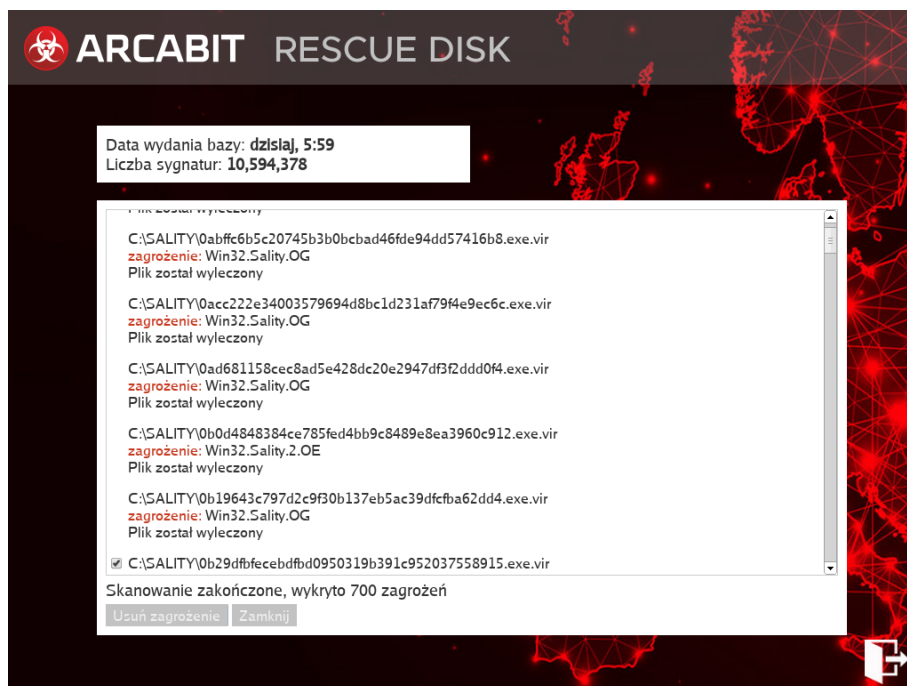 ARCABIT RESCUE DISK
Data wydania bazy: dzisiaj, 5:59
Liczba sygnatur: 10,594,378
Plik został wyleczony
C:\SALITY\0abffc6b5c20745b3b0bcbad46fde94dd57416b8.exe.vir
zagrożenie: Win32.Sality.OG
Plik został wyleczony
C:\SALITY\0acc222e34003579694d8bc1d231af79f4e9ec6c.exe.vir
zagrożenie: Win32.Sality.OG
Plik został wyleczony
C:\SALITY\0ad681158cec8ad5e428dc20e2947df3f2ddd0f4.exe.vir
zagrożenie: Win32.Sality.OG
Plik został wyleczony
C:\SALITY\0b0d4848384ce785fed4bb9c8489e8ea3960c912.exe.vir
zagrożenie: Win32.Sality.2.OE
Plik został wyleczony
C:\SALITY\0b19643c797d2c9f30b137eb5ac39dfcfba62dd4.exe.vir
zagrożenie: Win32.Sality.OG
Plik został wyleczony
C:\SALITY\0b29dfbfecebdfbd0950319b391c952037558915.exe.vir
Skanowanie zakończone, wykryto 700 zagrożeń
Usuń zagrożenie Zamknij